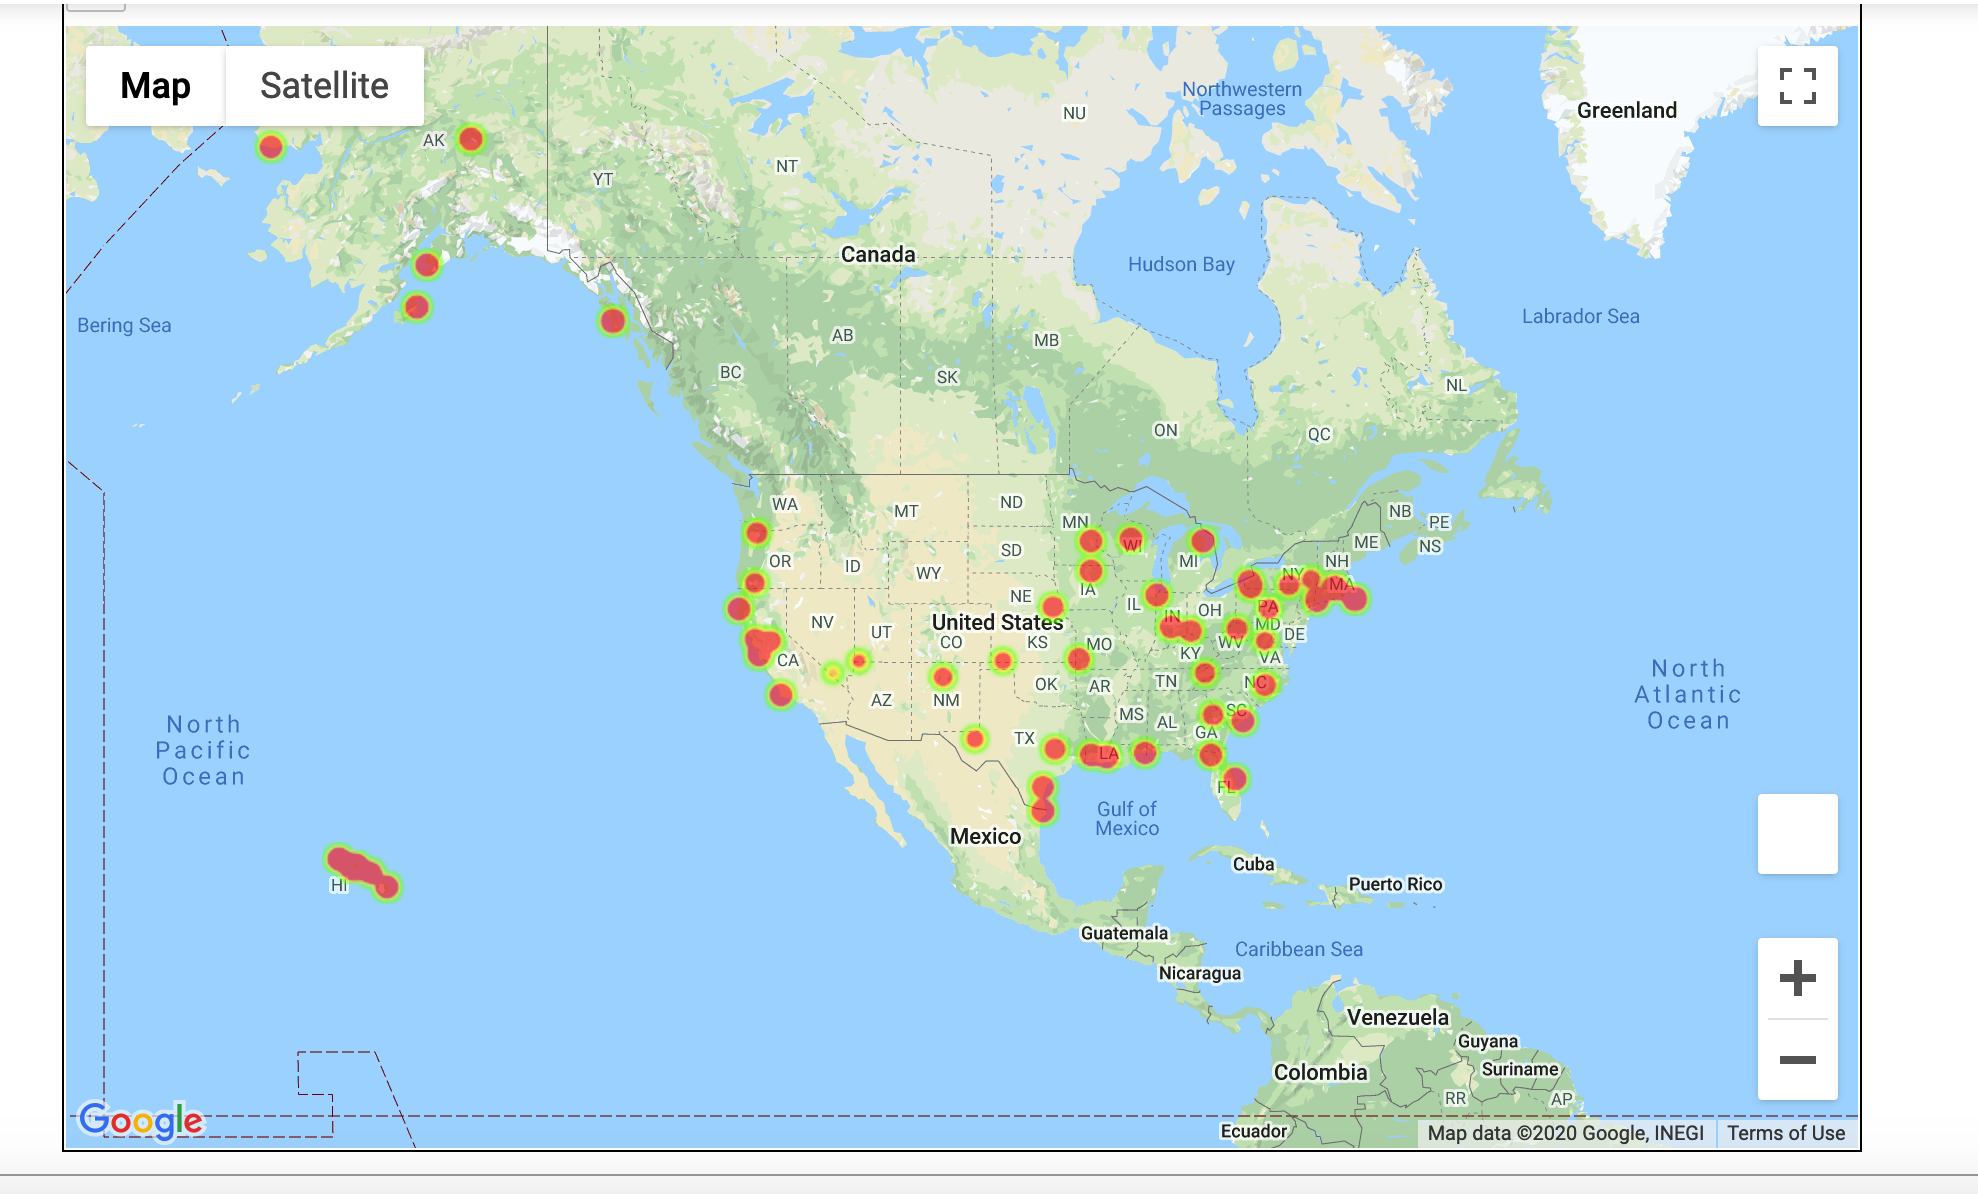 Map
Satellite
Northwestern
Passages
NU
Greenland
AK
NT
YT
Canada
Hudson Bay
Bering Sea
Labrador Sea
AB
MB
BC
SK
NL
ON
QC
WA
MT
ND
MN
NB
PE
ME
NS
OR
ID
SD
WI
MI
NH
WY
IA
NY
MA
NE
IL
IN
OH
PA
NV
UT
United States
CO
KS
MO
WV
MD
DE
CA
KY
VA
AZ
NM
OK
AR
TN
NC
MS
AL
SC
GA
TX
LA
FL
North
Pacific
Ocean
North
Atlantic
Ocean
Gulf of
Mexico
Mexico
Cuba
Puerto Rico
HI
Guatemala
Caribbean Sea
Nicaragua
Venezuela
Guyana
Suriname
Colombia
RR
AP
Ecuador
Google
Map data ©2020 Google, INEGI
Terms of Use